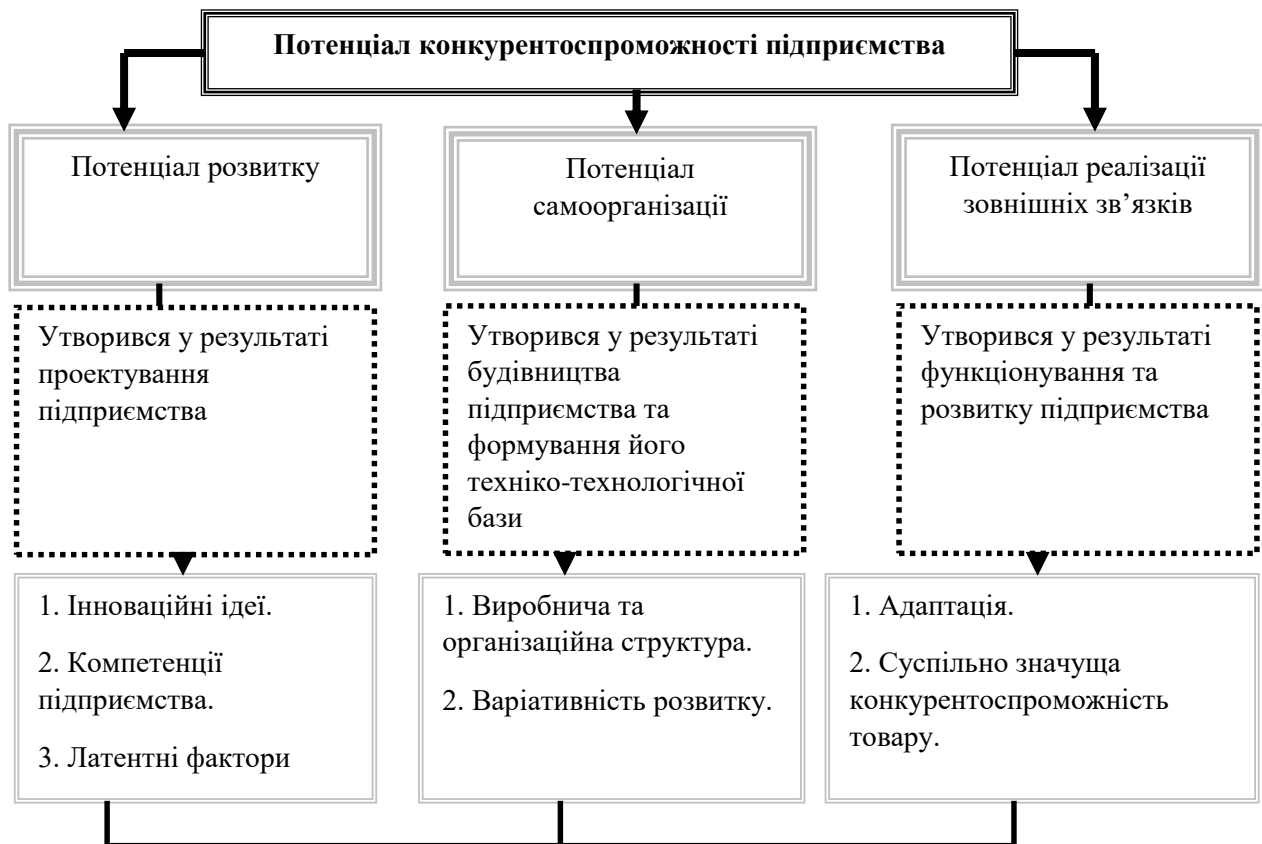 Потенціал конкурентоспроможності підприємства
Потенціал розвитку
Потенціал
самоорганізації
Потенціал реалізації
зовнішніх зв’язків
Утворився у результаті
проектування
підприємства
Утворився у результаті
будівництва
підприємства та
формування його
техніко-технологічної
бази
Утворився у результаті
функціонування та
розвитку підприємства
1. Інноваційні ідеї.
2. Компетенції
підприємства.
3. Латентні фактори
1. Виробнича та
організаційна структура.
2. Варіативність розвитку.
1. Адаптація.
2. Суспільно значуща
конкурентоспроможність
товару.